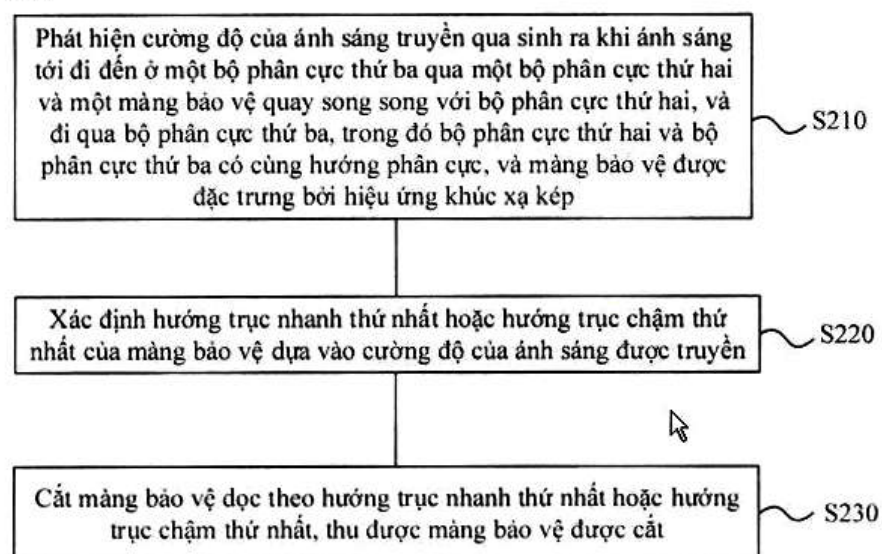 Phát hiện cường độ của ánh sáng truyền qua sinh ra khi ánh sáng
tới đi đến ở một bộ phân cực thứ ba qua một bộ phân cực thứ hai
và một màng bảo vệ quay song song với bộ phân cực thứ hai, và
đi qua bộ phân cực thứ ba, trong đó bộ phân cực thứ hai và bộ
phân cực thứ ba có cùng hướng phân cực, và màng bảo vệ được
đặc trưng bởi hiệu ứng khúc xạ kép
S210
Xác định hướng trục nhanh thứ nhất hoặc hướng trục chậm thứ
nhất của màng bảo vệ dựa vào cường độ của ánh sáng được truyền
S220
Cắt màng bảo vệ dọc theo hướng trục nhanh thứ nhất hoặc hướng
trục chậm thứ nhất, thu được màng bảo vệ được cắt
S230